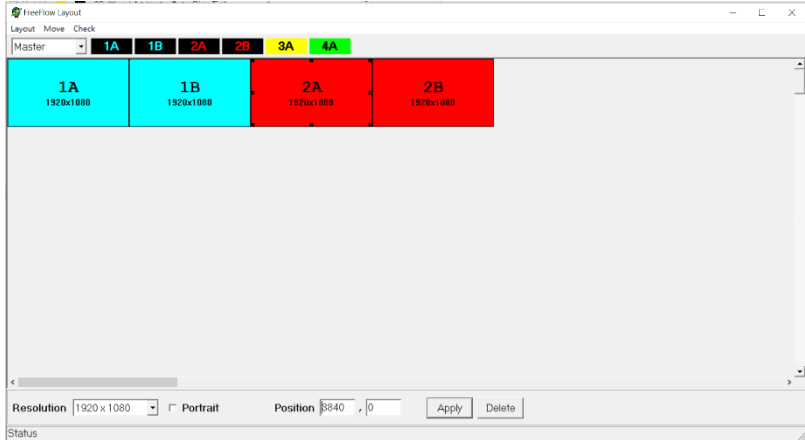 FreeFlow Layout
Layout Move Check
Master 1A 1B 2A 2B 3A 4A
1A 1B 2A 2B
1920x1080 1920x1080 1920x1080 1920x1080
Resolution 1920 x 1080 Portrait Position 3840 , 0 Apply Delete
Status